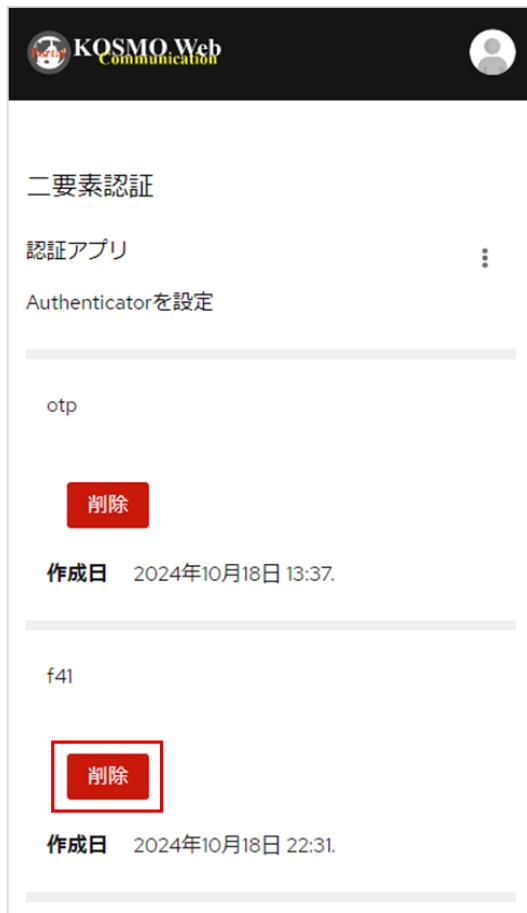 Portal KOSMO Web
Communication
二要素認証
認証アプリ
Authenticatorを設定
otp
削除
作成日 2024年10月18日 13:37.
f41
削除
作成日 2024年10月18日 22:31.